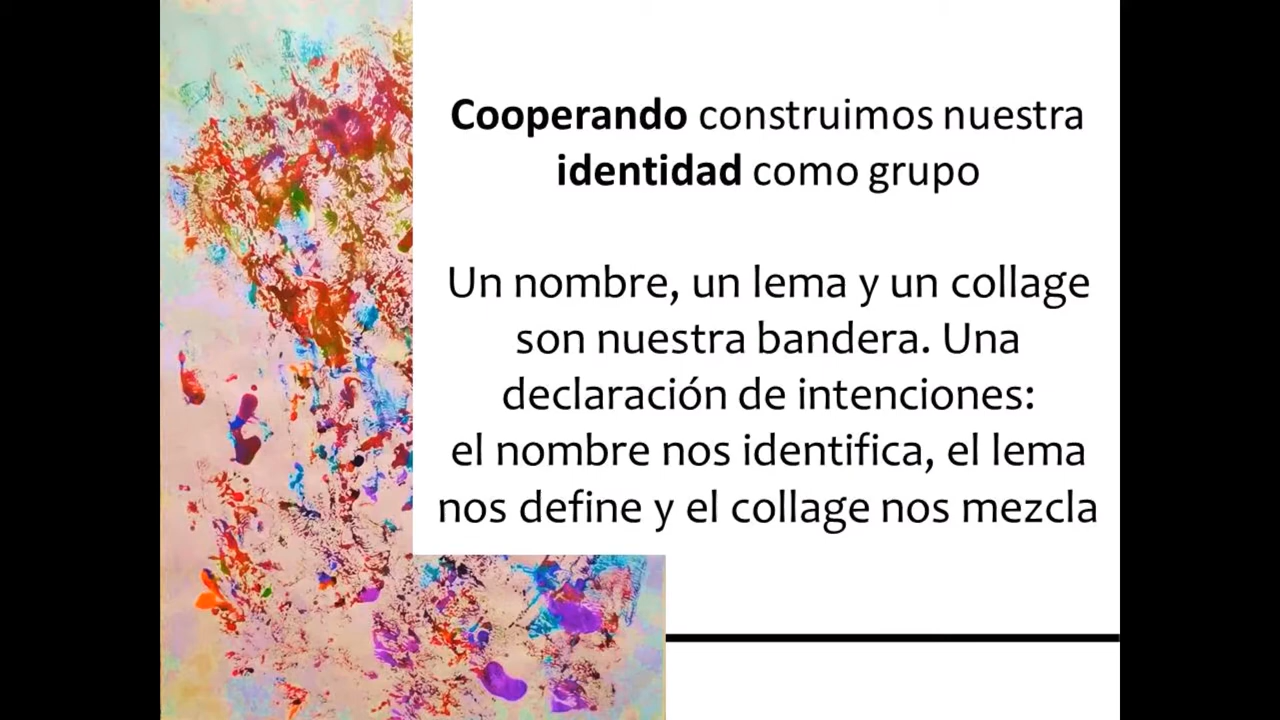 Cooperando construimos nuestra
identidad como grupo
Un nombre, un lema y un collage
son nuestra bandera. Una
declaración de intenciones:
el nombre nos identifica, el lema
nos define y el collage nos mezcla